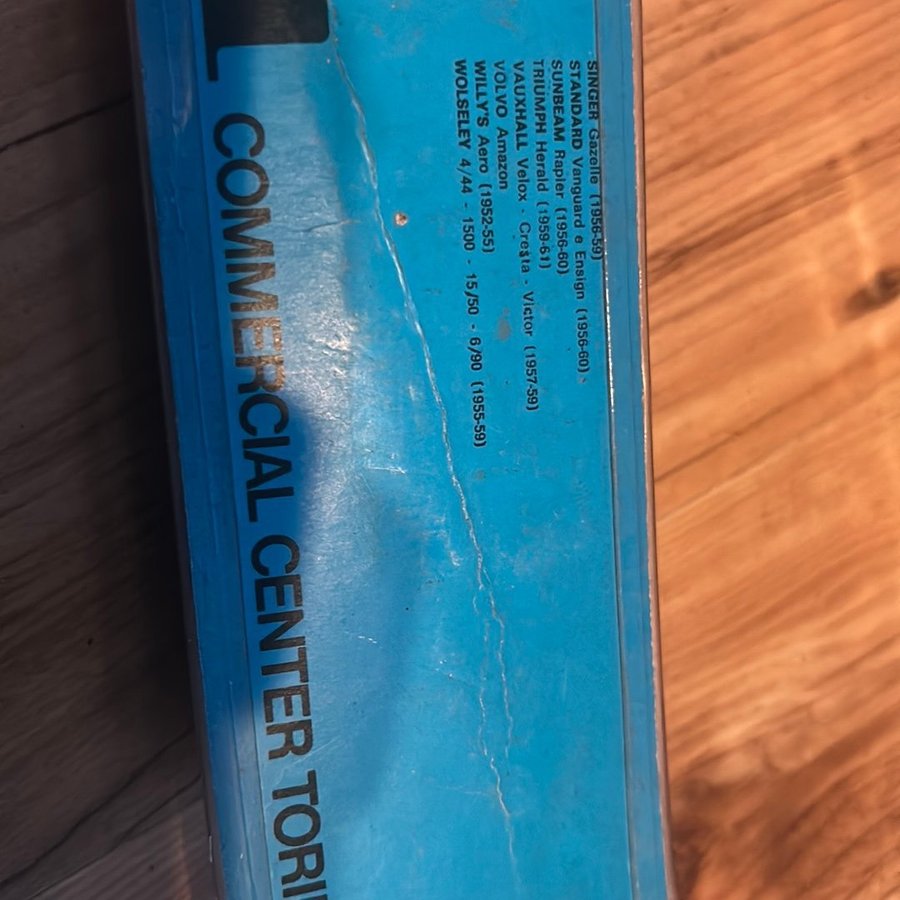 SINGER Gazelle (1956-59)
STANDARD Vanguard e Ensign (1956-60)
SUNBEAM Rapier (1956-60)
TRIUMPH Herald (1959-61)
VAUXHALL Velox - Cresta - Victor (1957-59)
VOLVO Amazon
WILLY'S Aero (1952-55)
WOLSELEY 4/44 - 1500 - 15/50 - 6/90 (1955-59)
COMMERCIAL CENTER TORI